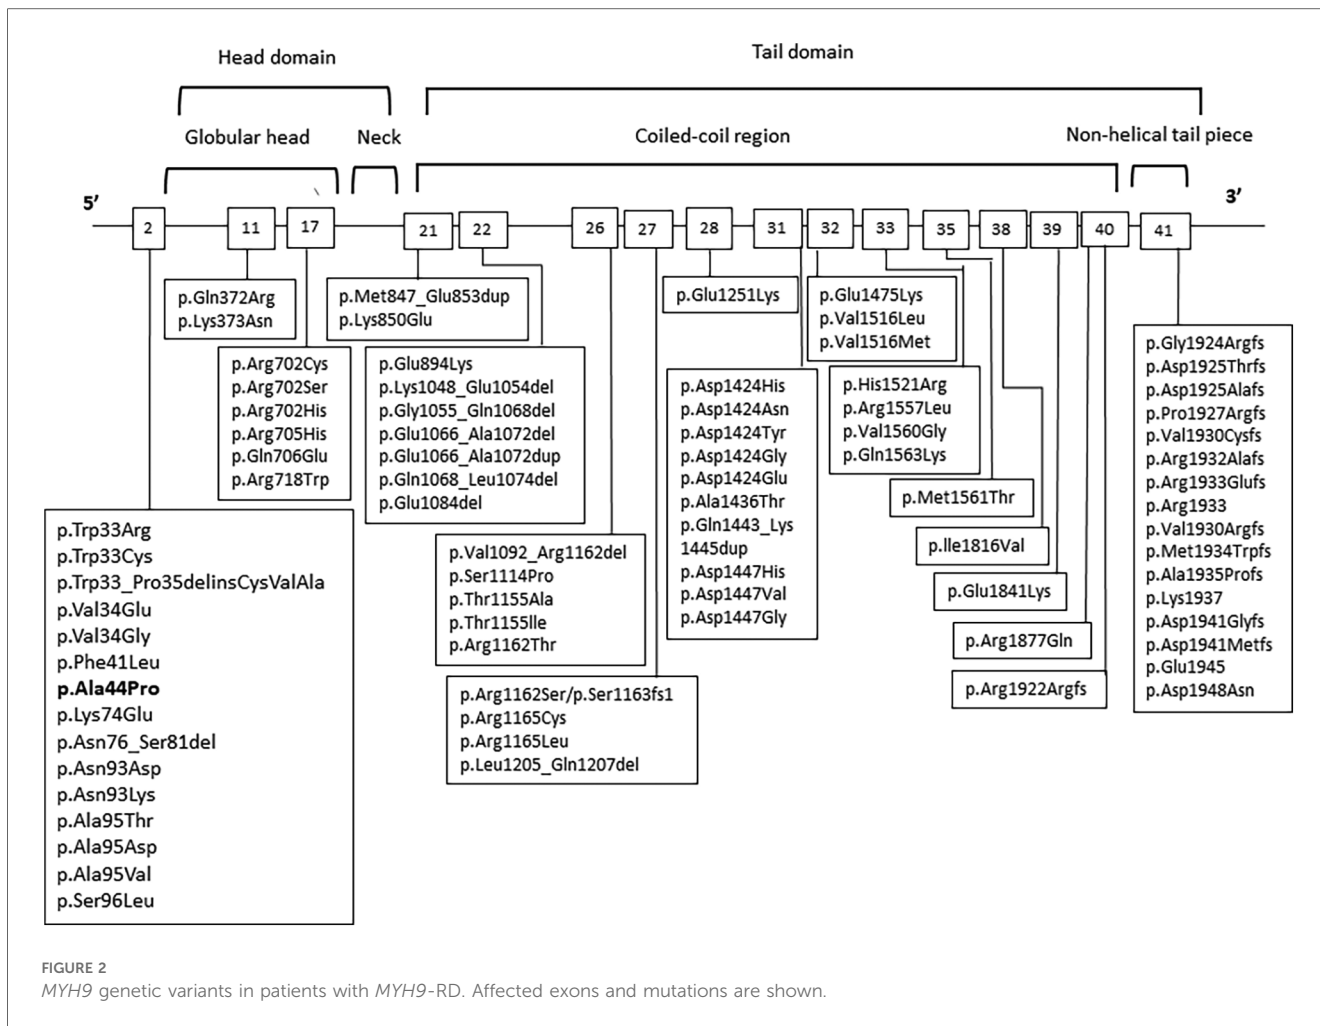 Head domain
Tail domain
Globular head
Neck
Coiled-coil region
Non-helical tail piece
5’
3’
2
11
17
21
22
26
27
28
31
32
33
35
38
39
40
41
p.Gln372Arg
p.Lys373Asn
p.Arg702Cys
p.Arg702Ser
p.Arg702His
p.Arg705His
p.Gln706Glu
p.Arg718Trp
p.Trp33Arg
p.Trp33Cys
p.Trp33_Pro35delinsCysValAla
p.Val34Glu
p.Val34Gly
p.Phe41Leu
p.Ala44Pro
p.Lys74Glu
p.Asn76_Ser81del
p.Asn93Asp
p.Asn93Lys
p.Ala95Thr
p.Ala95Asp
p.Ala95Val
p.Ser96Leu
p.Met847_Glu853dup
p.Lys850Glu
p.Glu894Lys
p.Lys1048_Glu1054del
p.Gly1055_Gln1068del
p.Glu1066_Ala1072del
p.Glu1066_Ala1072dup
p.Gln1068_Leu1074del
p.Glu1084del
p.Val1092_Arg1162del
p.Ser1114Pro
p.Thr1155Ala
p.Thr1155lle
p.Arg1162Thr
p.Arg1162Ser/p.Ser1163fs1
p.Arg1165Cys
p.Arg1165Leu
p.Leu1205_Gln1207del
p.Glu1251Lys
p.Asp1424His
p.Asp1424Asn
p.Asp1424Tyr
p.Asp1424Gly
p.Asp1424Glu
p.Ala1436Thr
p.Gln1443_Lys
1445dup
p.Asp1447His
p.Asp1447Val
p.Asp1447Gly
p.Glu1475Lys
p.Val1516Leu
p.Val1516Met
p.His1521Arg
p.Arg1557Leu
p.Val1560Gly
p.Gln1563Lys
p.Met1561Thr
p.lle1816Val
p.Glu1841Lys
p.Arg1877Gln
p.Arg1922Argfs
p.Gly1924Argfs
p.Asp1925Thrfs
p.Asp1925Alafs
p.Pro1927Argfs
p.Val1930Cysfs
p.Arg1932Alafs
p.Arg1933Glufs
p.Arg1933
p.Val1930Argfs
p.Met1934Trpfs
p.Ala1935Profs
p.Lys1937
p.Asp1941Glyfs
p.Asp1941Metfs
p.Glu1945
p.Asp1948Asn
FIGURE 2
MYH9 genetic variants in patients with MYH9-RD. Affected exons and mutations are shown.